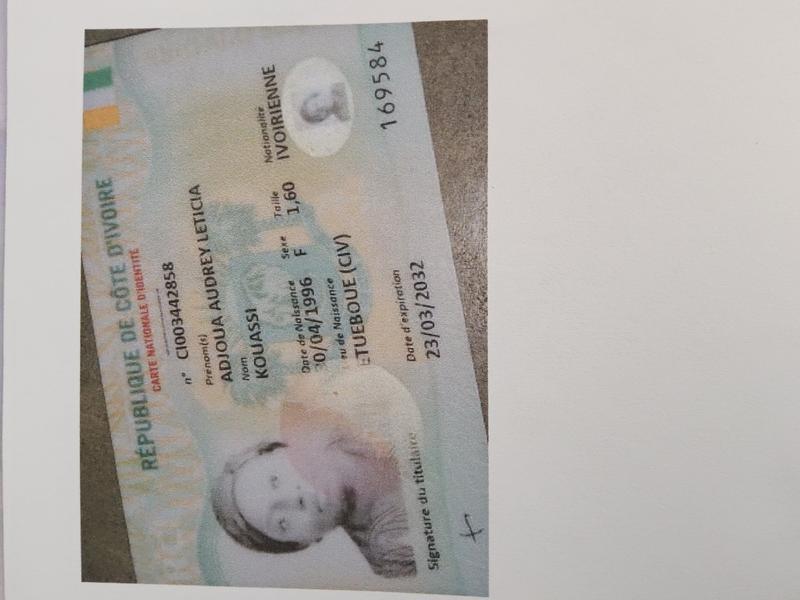 RÉPUBLIQUE DE CÔTE D'IVOIRE
CARTE NATIONALE D'IDENTITÉ
n° CI003442858
Prénom(s)
ADJOUA AUDREY LETICIA
Nom
KOUASSI
Date de Naissance Sexe Taille Nationalité
0/04/1996 F 1,60 IVOIRIENNE
eu de Naissance
TUEBOUE (CIV)
Date d'expiration
23/03/2032
169584
Signature du titulaire